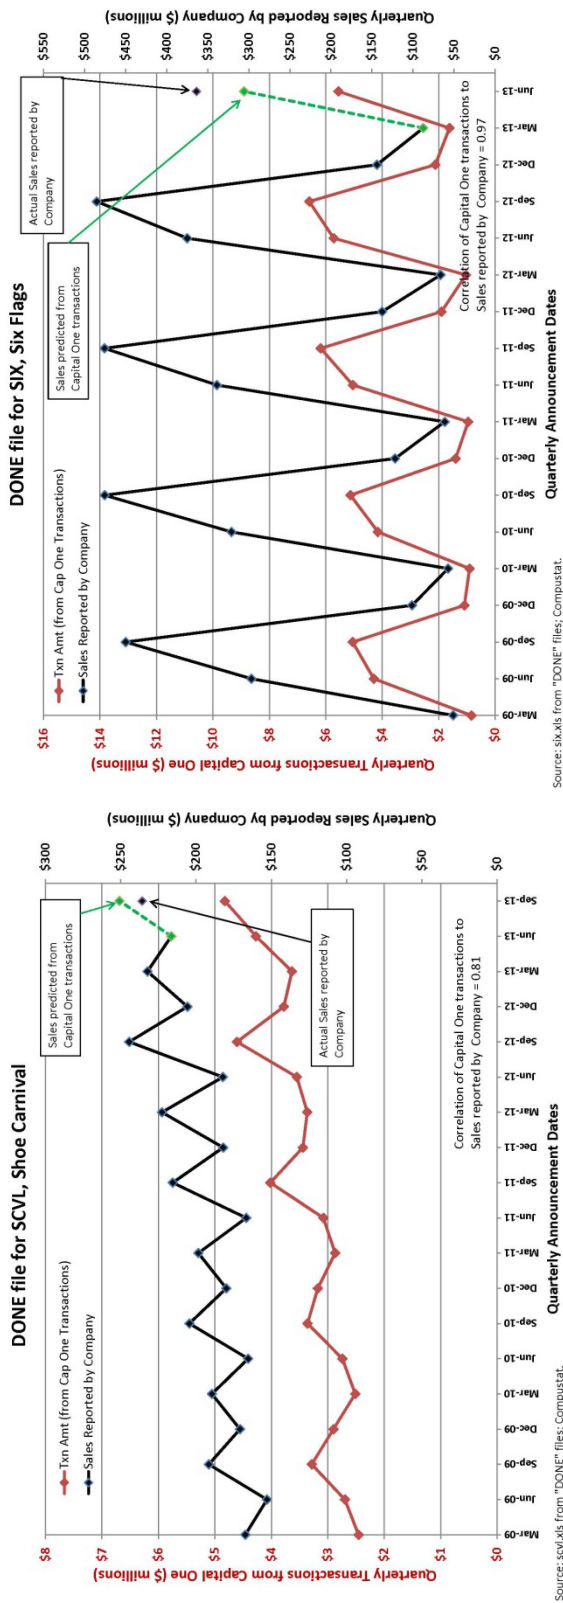 DONE file for SCVL, Shoe Carnival
Txn Amt (from Cap One Transactions)
Sales Reported by Company
Sales predicted from
Capital One transactions
Actual Sales reported by
Company
Correlation of Capital One transactions to
Sales reported by Company = 0.81
Quarterly Transactions from Capital One ($ millions)
$8
$7
$6
$5
$4
$3
$2
$1
$0
Quarterly Sales Reported by Company ($ millions)
$300
$250
$200
$150
$100
$50
$0
Mar-09
Jun-09
Sep-09
Dec-09
Mar-10
Jun-10
Sep-10
Dec-10
Mar-11
Jun-11
Sep-11
Dec-11
Mar-12
Jun-12
Sep-12
Dec-12
Mar-13
Jun-13
Sep-13
Quarterly Announcement Dates
Source: scvl.xls from "DONE" files; Compustat.
DONE file for SIX, Six Flags
Txn Amt (from Cap One Transactions)
Sales Reported by Company
Sales predicted from
Capital One transactions
Actual Sales reported by
Company
Correlation of Capital One transactions to
Sales reported by Company = 0.97
Quarterly Transactions from Capital One ($ millions)
$16
$14
$12
$10
$8
$6
$4
$2
$0
Quarterly Sales Reported by Company ($ millions)
$550
$500
$450
$400
$350
$300
$250
$200
$150
$100
$50
$0
Mar-09
Jun-09
Sep-09
Dec-09
Mar-10
Jun-10
Sep-10
Dec-10
Mar-11
Jun-11
Sep-11
Dec-11
Mar-12
Jun-12
Sep-12
Dec-12
Mar-13
Jun-13
Quarterly Announcement Dates
Source: six.xls from "DONE" files; Compustat.